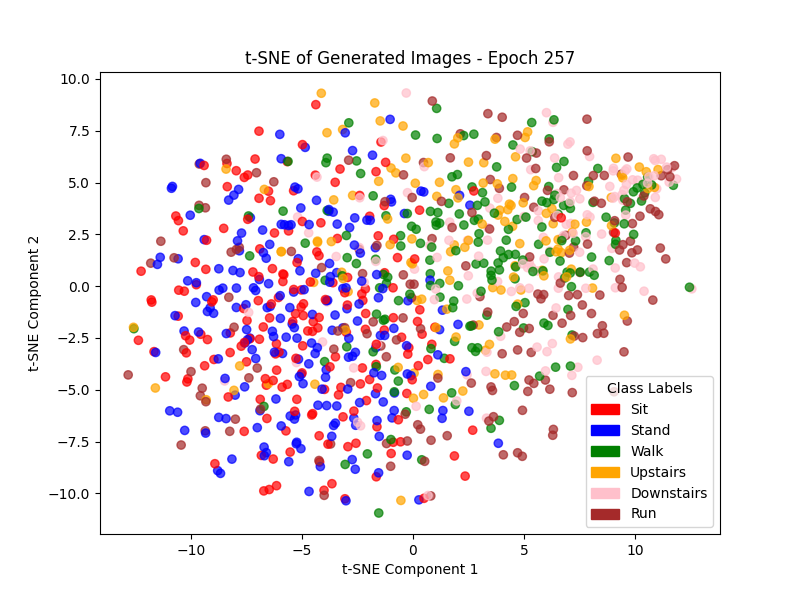 t-SNE of Generated Images - Epoch 257
10.0
7.5
5.0
2.5
0.0
−2.5
−5.0
−7.5
−10.0
t-SNE Component 2
Class Labels
Sit
Stand
Walk
Upstairs
Downstairs
Run
−10
−5
0
5
10
t-SNE Component 1